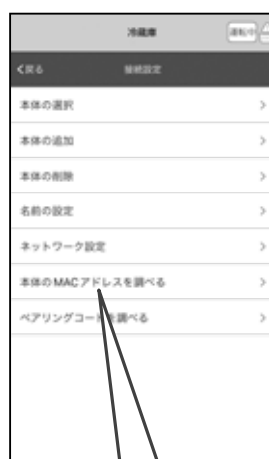 冷蔵庫
運転中
<戻る
接続設定
本体の選択 >
本体の追加 >
本体の削除 >
名前の設定 >
ネットワーク設定 >
本体のMACアドレスを調べる >
ペアリングコードを調べる >